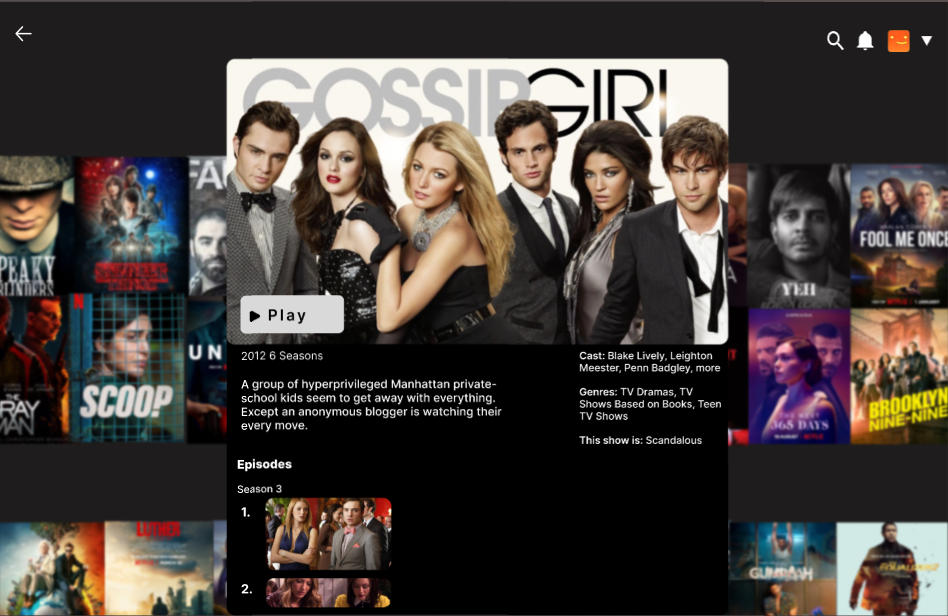 GOSSIP GIRL
Play
2012 6 Seasons
A group of hyperprivileged Manhattan private-
school kids seem to get away with everything.
Except an anonymous blogger is watching their
every move.
Cast: Blake Lively, Leighton
Meester, Penn Badgley, more
Genres: TV Dramas, TV
Shows Based on Books, Teen
TV Shows
This show is: Scandalous
Episodes
Season 3
1.
2.
PEAKY
BLINDERS
STRANGER
THINGS
FA
SCOOP
GRAY
MAN
UN
YEH
FOOL ME ONCE
365 DAYS
BROOKLYN
NINE-NINE
LUTHER
GUNMAN